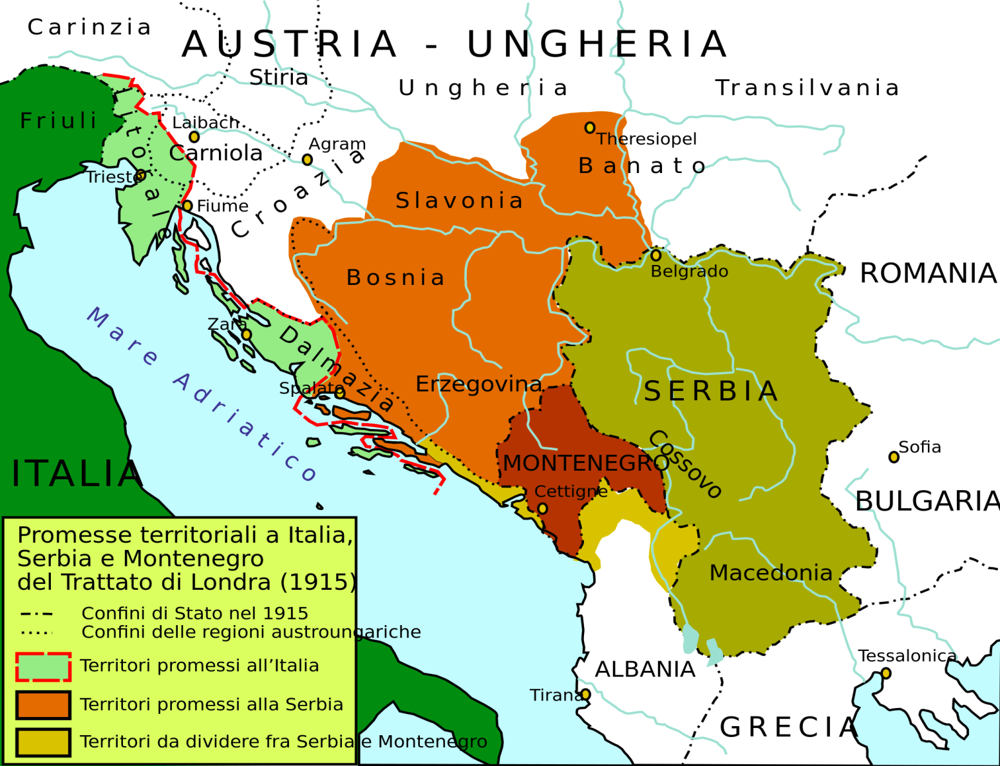 Carinzia
AUSTRIA - UNGHERIA
Stiria
Ungheria
Transilvania
Friuli
Litorale
Laibach
Carniola
Agram
Theresiopel
Banato
Trieste
Fiume
Croazia
Slavonia
Bosnia
Belgrado
ROMANIA
Mare Adriatico
Zara
Dalmazia
Spalato
Erzegovina
SERBIA
Cossovo
Sofia
ITALIA
MONTENEGRO
Cettigne
BULGARIA
Macedonia
ALBANIA
Tessalonica
Tirana
GRECIA
Promesse territoriali a Italia,
Serbia e Montenegro
del Trattato di Londra (1915)
Confini di Stato nel 1915
Confini delle regioni austroungariche
Territori promessi all’Italia
Territori promessi alla Serbia
Territori da dividere fra Serbia e Montenegro